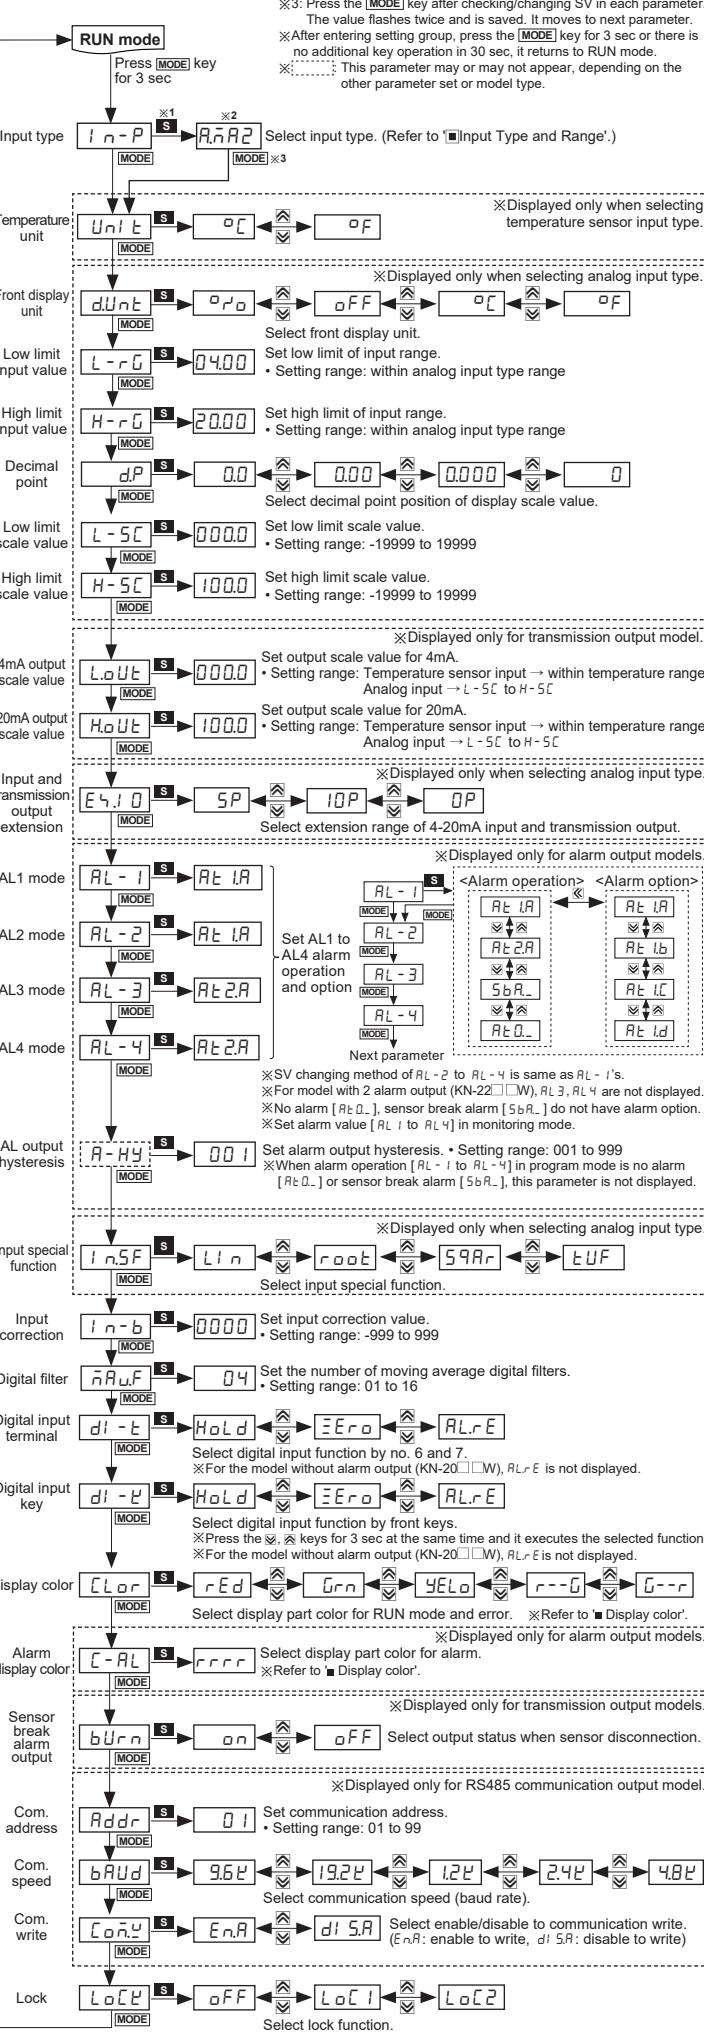 ※3: Press the MODE key after checking/changing SV in each parameter.
The value flashes twice and is saved. It moves to next parameter.
※After entering setting group, press the MODE key for 3 sec or there is
no additional key operation in 30 sec, it returns to RUN mode.
※ : This parameter may or may not appear, depending on the
other parameter set or model type.
RUN mode
Press MODE key
for 3 sec
※1 ※2
Input type In-P S A.mA2 Select input type. (Refer to '■Input Type and Range'.)
MODE MODE ※3
※Displayed only when selecting
temperature sensor input type.
Temperature
unit
UnIt S °C °F
MODE
※Displayed only when selecting analog input type.
Front display
unit
d.Unt S °/o oFF °C °F
MODE
Select front display unit.
Low limit
input value
L-rG S 04.00 Set low limit of input range.
• Setting range: within analog input type range
MODE
High limit
input value
H-rG S 20.00 Set high limit of input range.
• Setting range: within analog input type range
MODE
Decimal
point
d.P S 0.0 0.00 0.000 0
MODE
Select decimal point position of display scale value.
Low limit
scale value
L-SC S 000.0 Set low limit scale value.
• Setting range: -19999 to 19999
MODE
High limit
scale value
H-SC S 100.0 Set high limit scale value.
• Setting range: -19999 to 19999
MODE
※Displayed only for transmission output model.
4mA output
scale value
L.oUt S 000.0 Set output scale value for 4mA.
• Setting range: Temperature sensor input → within temperature range
Analog input → L-SC to H-SC
MODE
20mA output
scale value
H.oUt S 100.0 Set output scale value for 20mA.
• Setting range: Temperature sensor input → within temperature range
Analog input → L-SC to H-SC
MODE
※Displayed only when selecting analog input type.
Input and
transmission
output
extension
E4.I0 S 5P 10P 0P
MODE
Select extension range of 4-20mA input and transmission output.
※Displayed only for alarm output models.
AL1 mode AL-1 S At1.A
MODE
AL2 mode AL-2 S At1.A
MODE
AL3 mode AL-3 S At2.A
MODE
AL4 mode AL-4 S At2.A
MODE
Set AL1 to
AL4 alarm
operation
and option
AL-1 S
MODE MODE
AL-2
MODE
AL-3
MODE
AL-4
MODE
Next parameter
<Alarm operation> <Alarm option>
At1.A At1.A
At2.A At1.b
SbA._ At1.C
At0._ At1.d
※SV changing method of AL-2 to AL-4 is same as AL-1's.
※For model with 2 alarm output (KN-22□□W), AL3, AL4 are not displayed.
※No alarm [At0._], sensor break alarm [SbA._] do not have alarm option.
※Set alarm value [AL1 to AL4] in monitoring mode.
AL output
hysteresis
A-HY S 001 Set alarm output hysteresis. • Setting range: 001 to 999
MODE
※When alarm operation [AL-1 to AL-4] in program mode is no alarm
[At0._] or sensor break alarm [SbA._], this parameter is not displayed.
※Displayed only when selecting analog input type.
Input special
function
In.SF S LIn root SqAr tUF
MODE
Select input special function.
Input
correction
In-b S 0000 Set input correction value.
• Setting range: -999 to 999
MODE
Digital filter mAv.F S 04 Set the number of moving average digital filters.
• Setting range: 01 to 16
MODE
Digital input
terminal
dI-t S HoLd ZEro AL.rE
MODE
Select digital input function by no. 6 and 7.
※For the model without alarm output (KN-20□□W), AL.rE is not displayed.
Digital input
key
dI-K S HoLd ZEro AL.rE
MODE
Select digital input function by front keys.
※Press the , keys for 3 sec at the same time and it executes the selected function.
※For the model without alarm output (KN-20□□W), AL.rE is not displayed.
Display color CLor S rEd Grn YELo r--G G--r
MODE
Select display part color for RUN mode and error. ※Refer to '■ Display color'.
※Displayed only for alarm output models.
Alarm
display color
C-AL S rrrr Select display part color for alarm.
※Refer to '■ Display color'.
MODE
※Displayed only for transmission output models.
Sensor
break
alarm
output
bUrn S on oFF Select output status when sensor disconnection.
MODE
※Displayed only for RS485 communication output model.
Com.
address
Addr S 01 Set communication address.
• Setting range: 01 to 99
MODE
Com.
speed
bAUd S 9.6K 19.2K 1.2K 2.4K 4.8K
MODE
Select communication speed (baud rate).
Com.
write
Com.W S En.A dIS.A Select enable/disable to communication write.
(En.A: enable to write, dIS.A: disable to write)
MODE
Lock LoCK S oFF LoC1 LoC2
MODE
Select lock function.